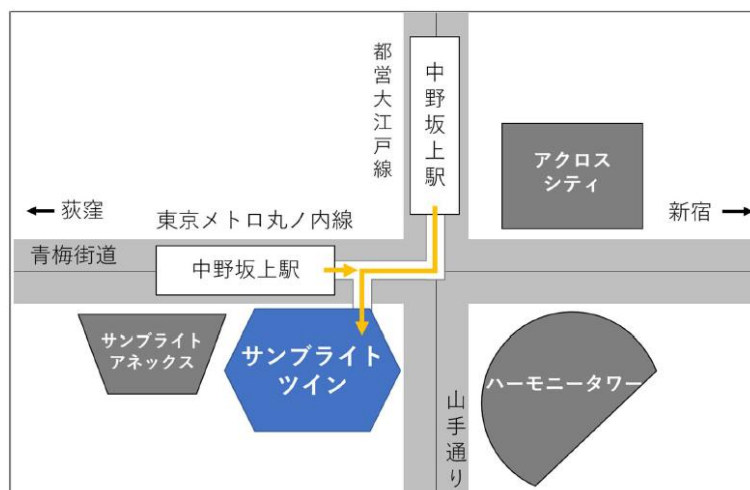 都営大江戸線
中野坂上駅
アクロス
シティ
荻窪
東京メトロ丸ノ内線
新宿
青梅街道
中野坂上駅
サンブライト
アネックス
サンブライト
ツイン
ハーモニータワー
山手通り